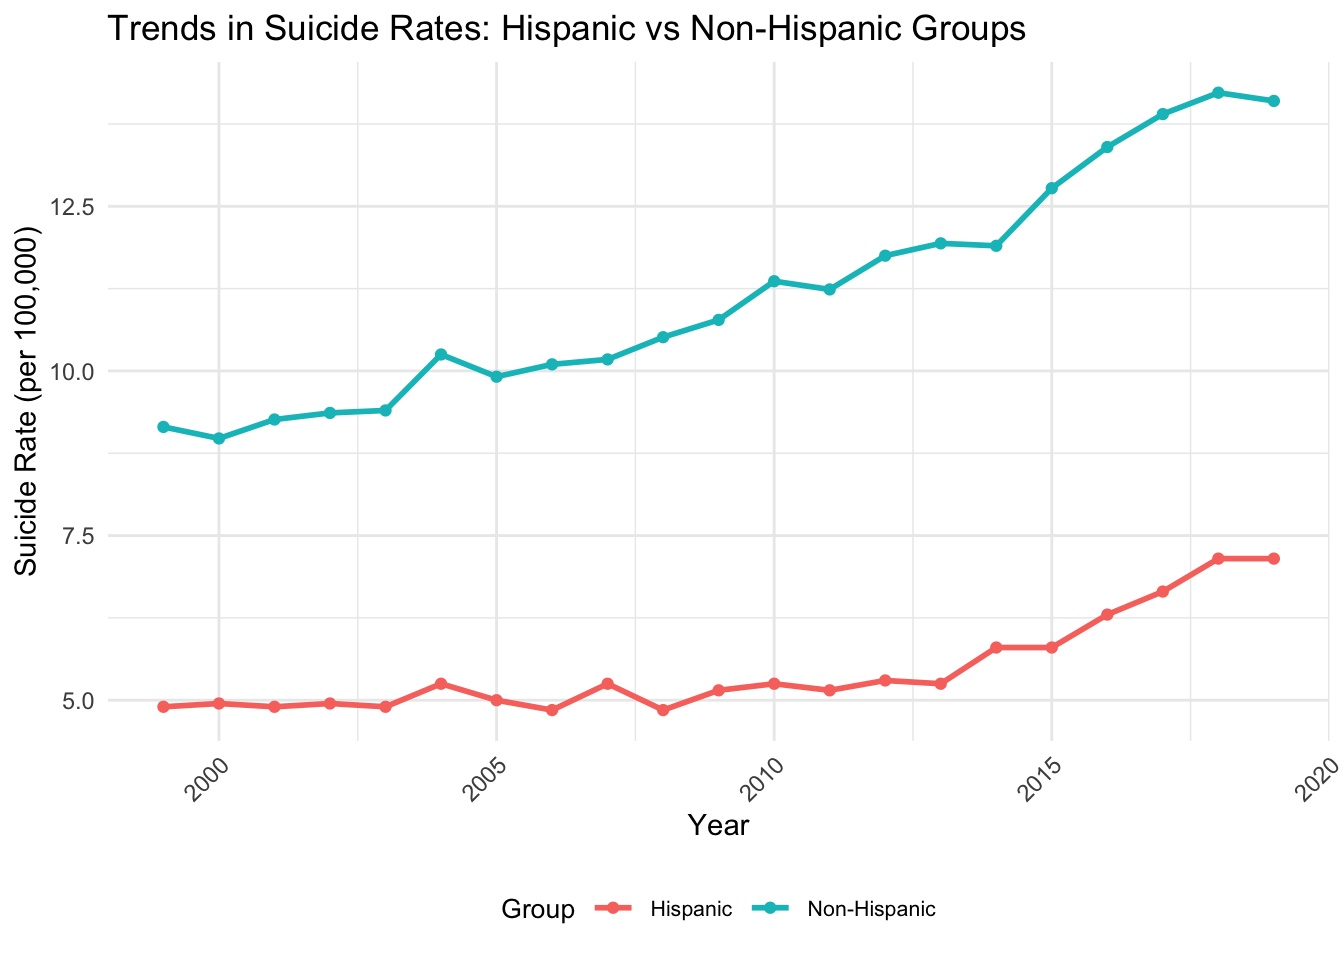 Trends in Suicide Rates: Hispanic vs Non-Hispanic Groups
Suicide Rate (per 100,000)
12.5
10.0
7.5
5.0
2000 2005 2010 2015 2020
Year
Group Hispanic Non-Hispanic